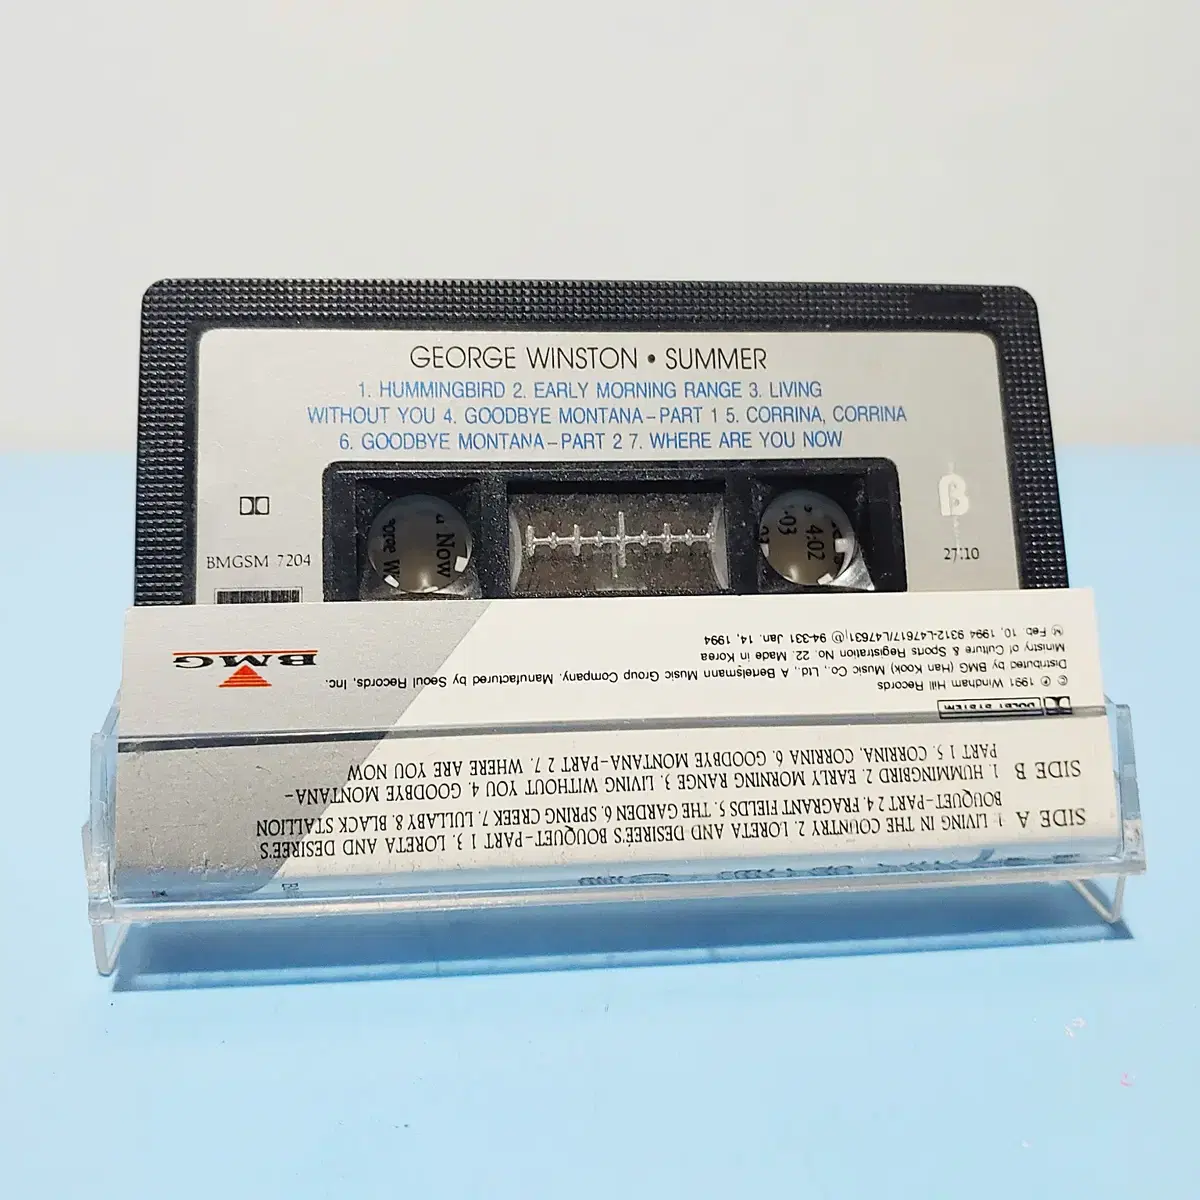 GEORGE WINSTON • SUMMER
1. HUMMINGBIRD 2. EARLY MORNING RANGE 3. LIVING
WITHOUT YOU 4. GOODBYE MONTANA–PART 1 5. CORRINA, CORRINA
6. GOODBYE MONTANA–PART 2 7. WHERE ARE YOU NOW
B
BMGSM 7204
27:10
Now
4:02
DOLBY SYSTEM
© ℗ 1991 Windham Hill Records
Distributed by BMG (Han Kook) Music Co., Ltd., A Bertelsmann Music Group Company. Manufactured by Seoul Records, Inc.
Ministry of Culture & Sports Registration No. 22. Made in Korea
Feb. 10, 1994 9312-L47617/L47631 94-331 Jan. 14, 1994
BMG
SIDE A 1. LIVING IN THE COUNTRY 2. LORETA AND DESIREE'S BOUQUET–PART 1 3. LORETA AND DESIREE'S
BOUQUET–PART 2 4. FRAGRANT FIELDS 5. THE GARDEN 6. SPRING CREEK 7. LULLABY 8. BLACK STALLION
SIDE B 1. HUMMINGBIRD 2. EARLY MORNING RANGE 3. LIVING WITHOUT YOU 4. GOODBYE MONTANA–
PART 1 5. CORRINA, CORRINA 6. GOODBYE MONTANA–PART 2 7. WHERE ARE YOU NOW